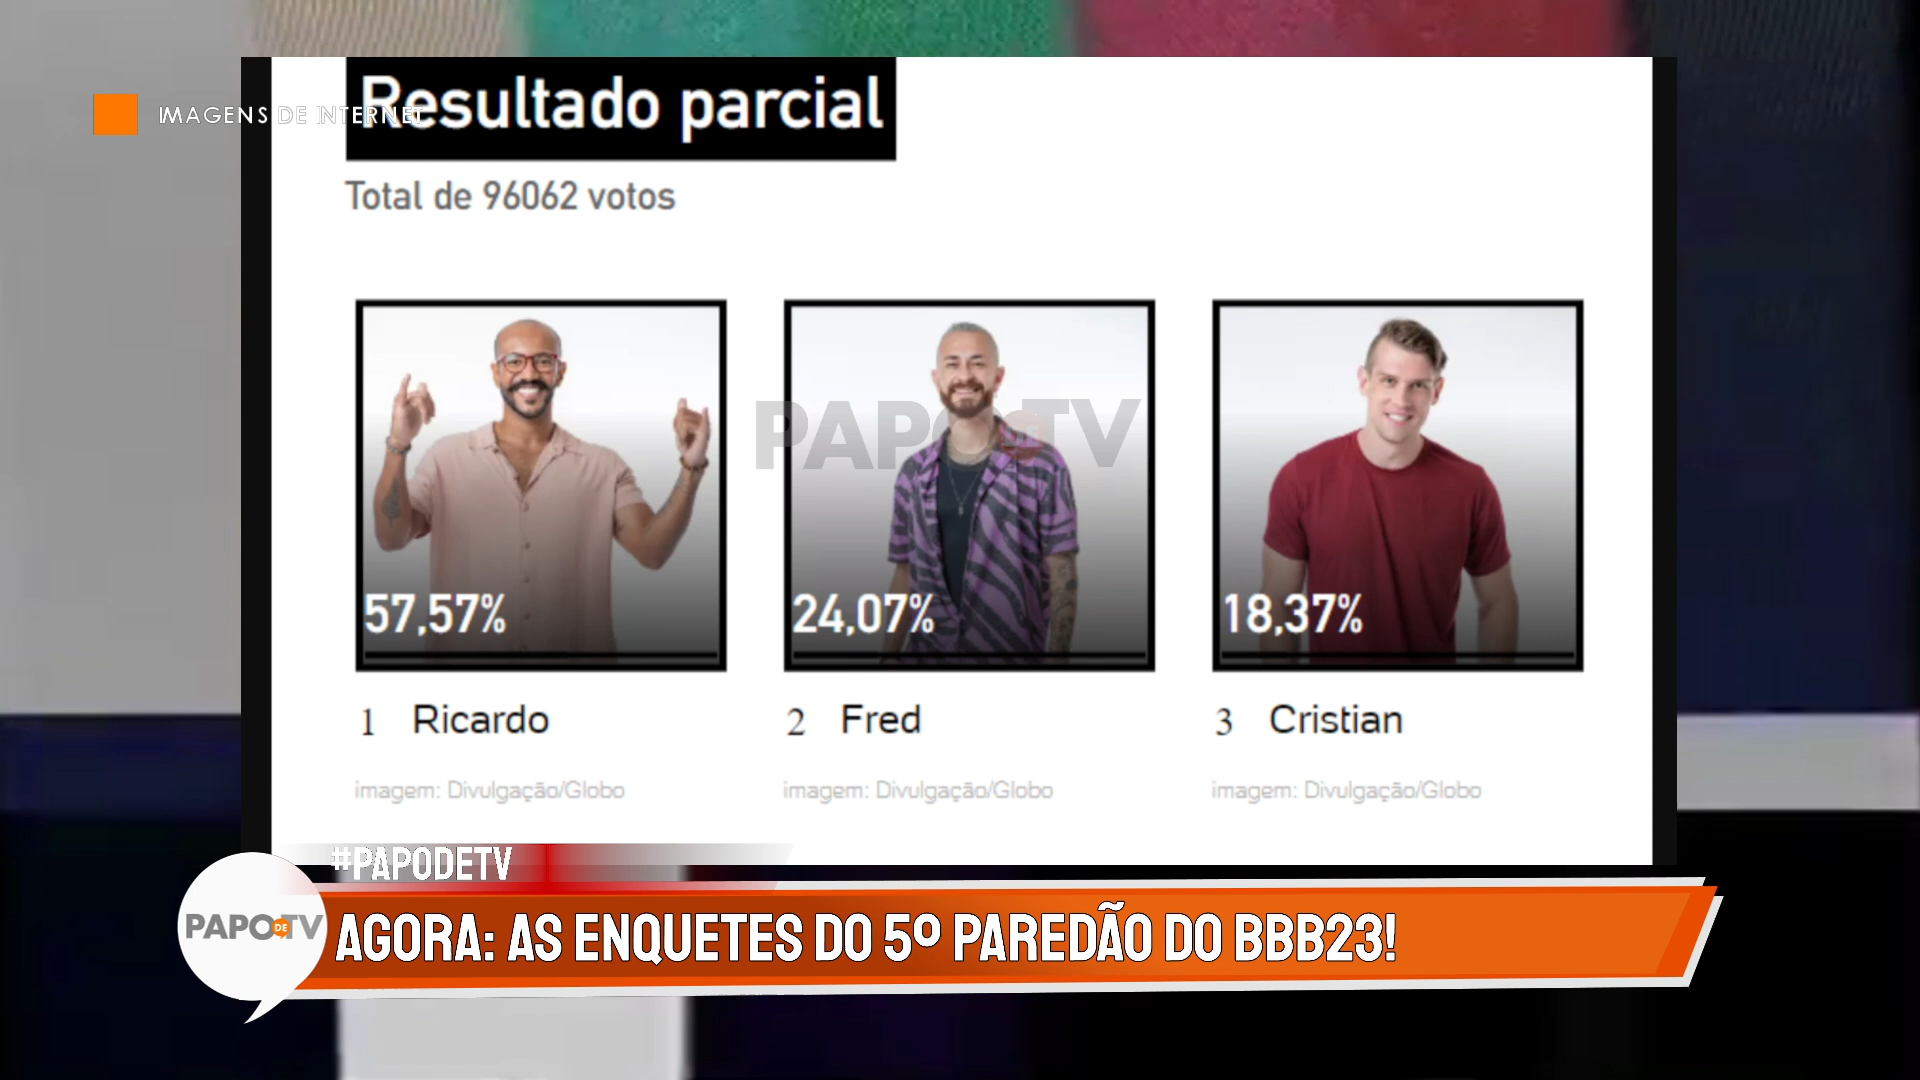 IMAGENS DE INTERNET
Resultado parcial
Total de 96062 votos
PAPO DE TV
57,57%
24,07%
18,37%
1 Ricardo
2 Fred
3 Cristian
imagem: Divulgação/Globo
imagem: Divulgação/Globo
imagem: Divulgação/Globo
#PAPODETV
PAPO DE TV
AGORA: AS ENQUETES DO 5º PAREDÃO DO BBB23!